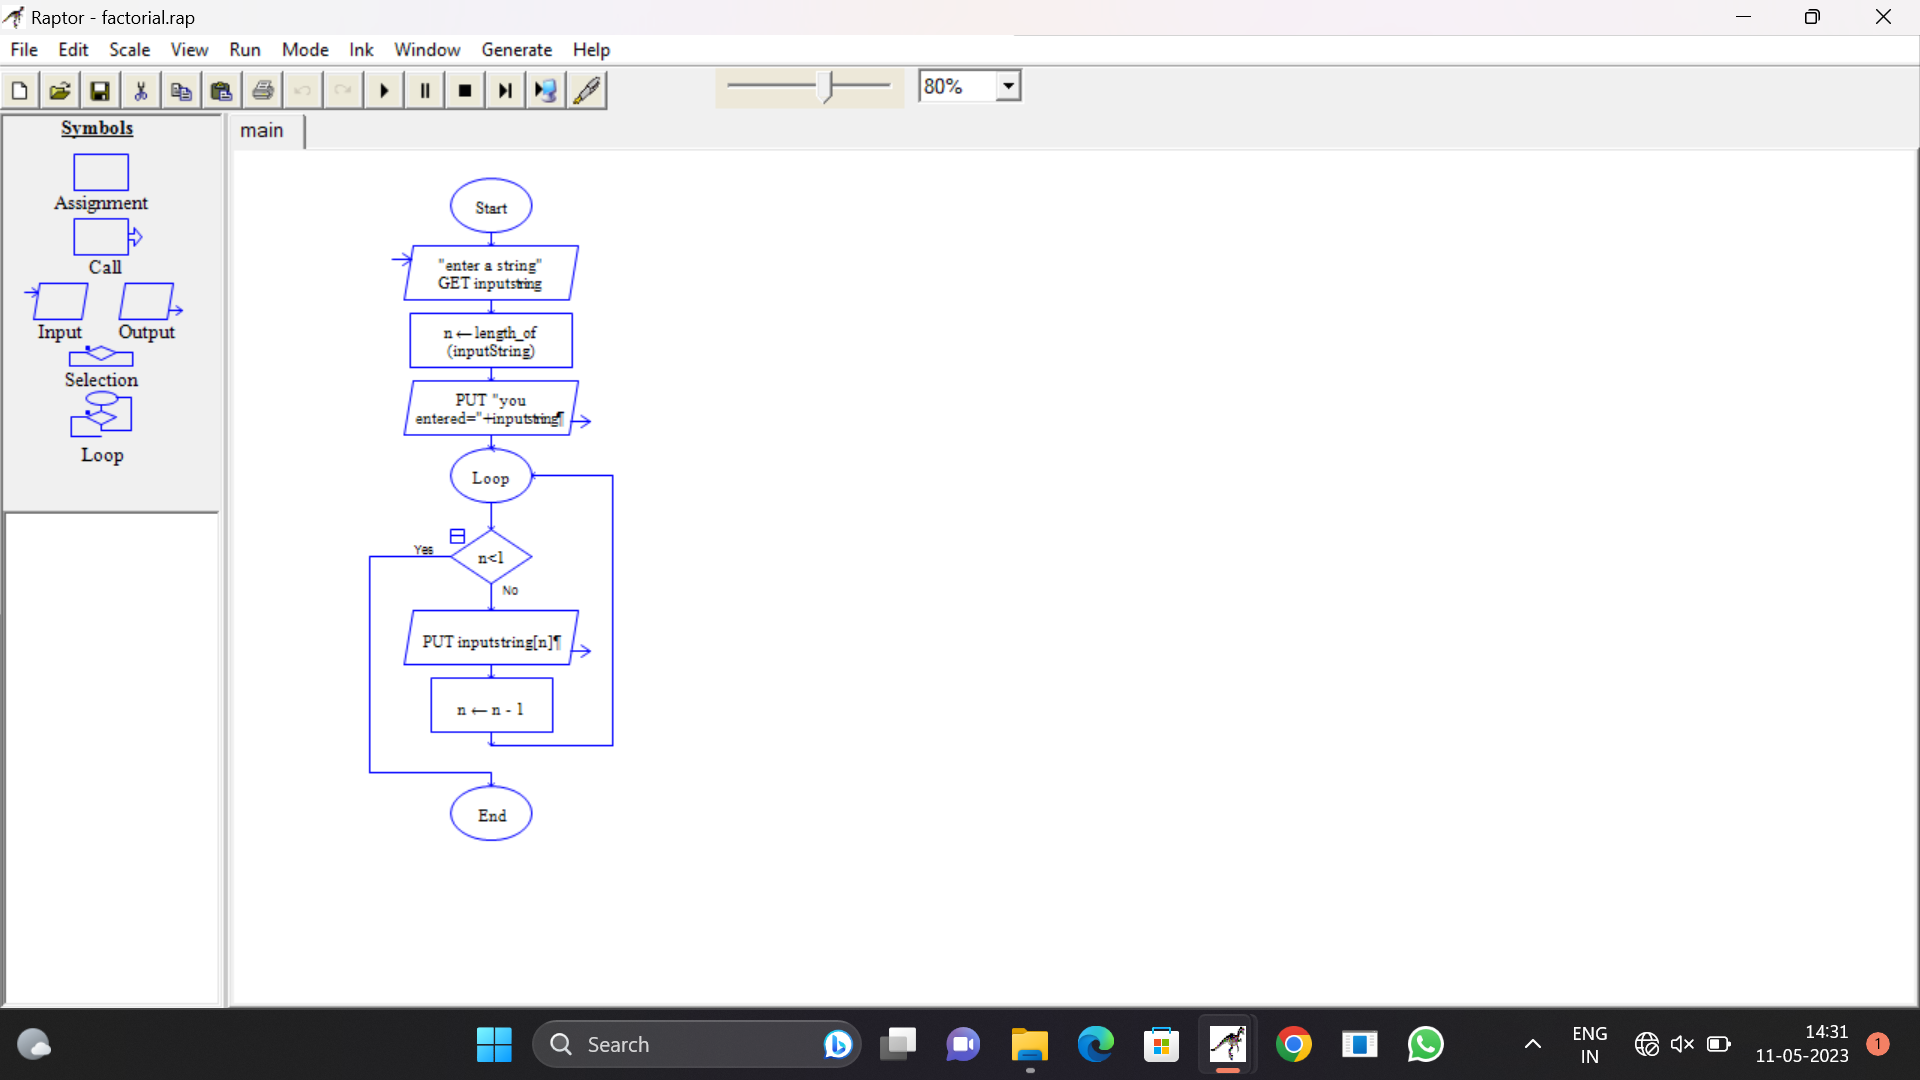 Raptor - factorial.rap
File Edit Scale View Run Mode Ink Window Generate Help
80%
Symbols
Assignment
Call
Input Output
Selection
Loop
main
Start
"enter a string"
GET inputstring
n ← length_of
(inputString)
PUT "you
entered="+inputstring¶
Loop
Yes
n<1
No
PUT inputstring[n]¶
n ← n - 1
End
Search
ENG
IN
14:31
11-05-2023
1